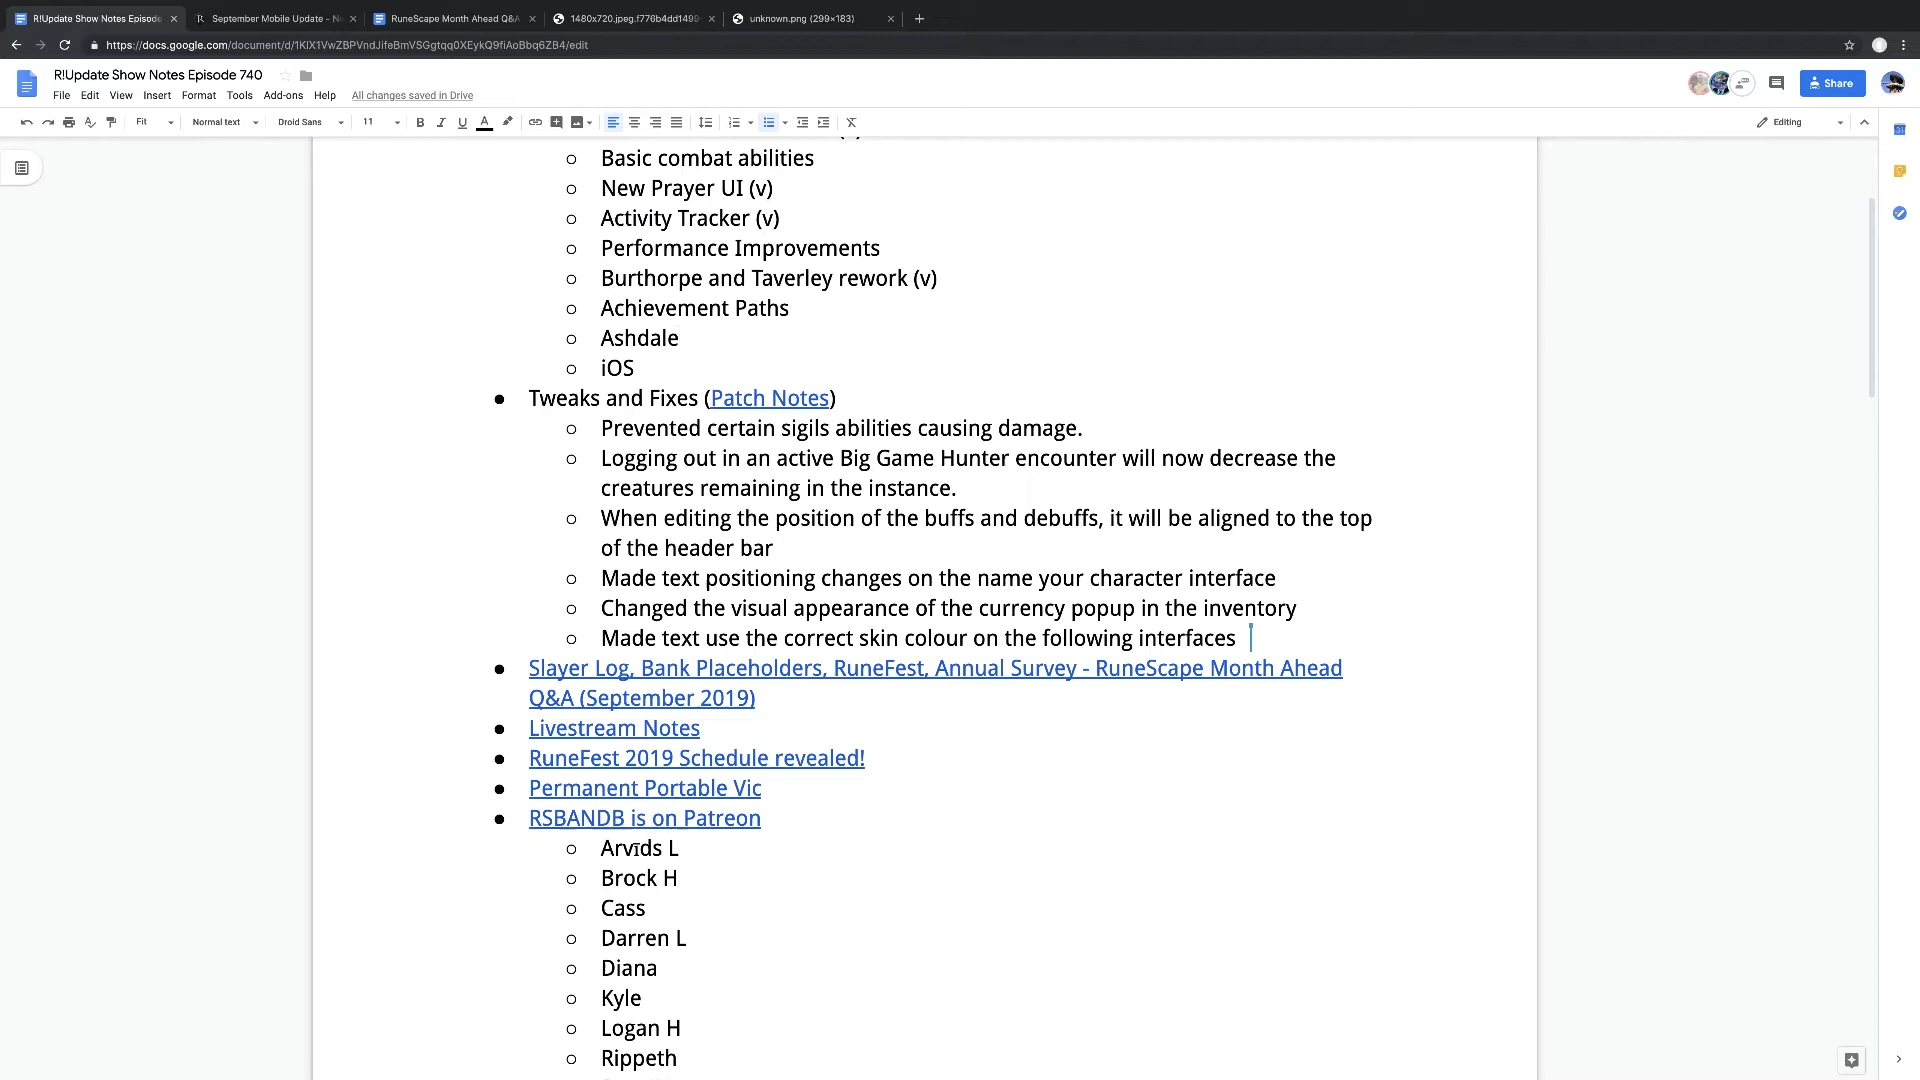 R!Update Show Notes Episode
September Mobile Update - N
RuneScape Month Ahead Q&A
1480x720.jpeg.f776b4dd1499
unknown.png (299×183)
https://docs.google.com/document/d/1KlX1VwZBPVndJifeBmVSGgtqq0XEykQ9fiAoBbq6ZB4/edit
R!Update Show Notes Episode 740
File Edit View Insert Format Tools Add-ons Help All changes saved in Drive
Share
Fit Normal text Droid Sans 11 B I U A Editing
Basic combat abilities
New Prayer UI (v)
Activity Tracker (v)
Performance Improvements
Burthorpe and Taverley rework (v)
Achievement Paths
Ashdale
iOS
Tweaks and Fixes (Patch Notes)
Prevented certain sigils abilities causing damage.
Logging out in an active Big Game Hunter encounter will now decrease the
creatures remaining in the instance.
When editing the position of the buffs and debuffs, it will be aligned to the top
of the header bar
Made text positioning changes on the name your character interface
Changed the visual appearance of the currency popup in the inventory
Made text use the correct skin colour on the following interfaces
Slayer Log, Bank Placeholders, RuneFest, Annual Survey - RuneScape Month Ahead
Q&A (September 2019)
Livestream Notes
RuneFest 2019 Schedule revealed!
Permanent Portable Vic
RSBANDB is on Patreon
Arvīds L
Brock H
Cass
Darren L
Diana
Kyle
Logan H
Rippeth